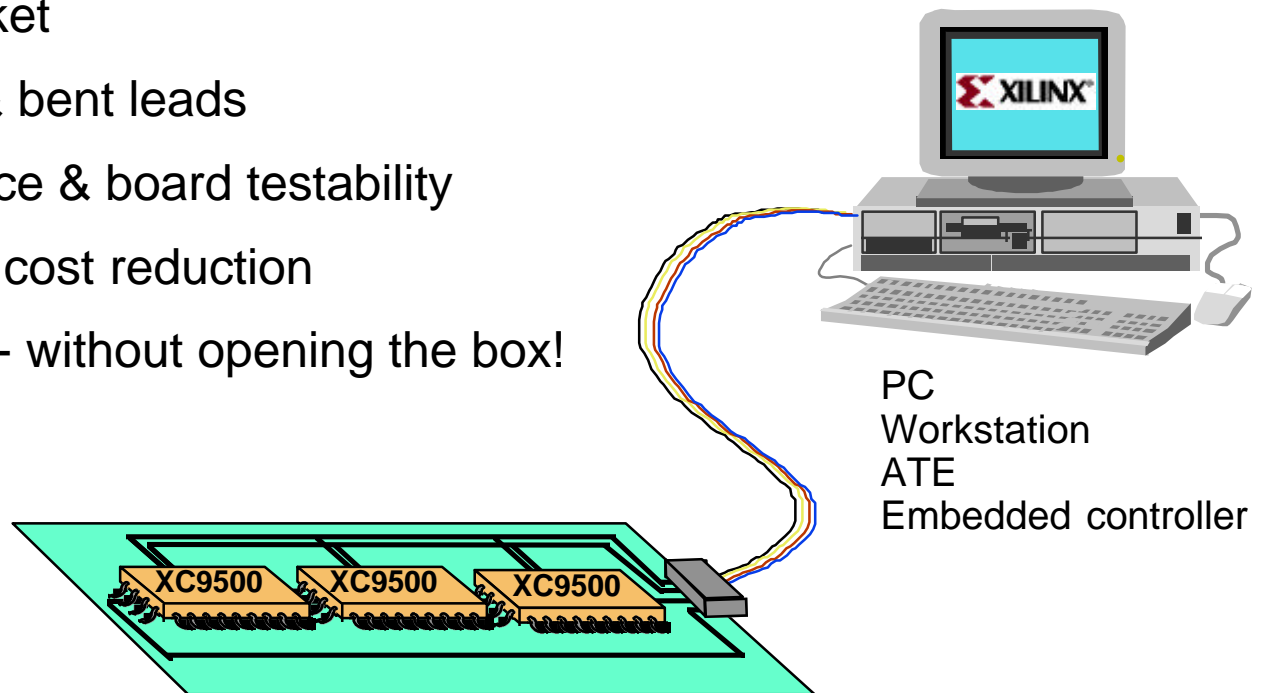 ket
& bent leads
ce & board testability
cost reduction
- without opening the box!
XILINX
PC
Workstation
ATE
Embedded controller
XC9500 XC9500 XC9500